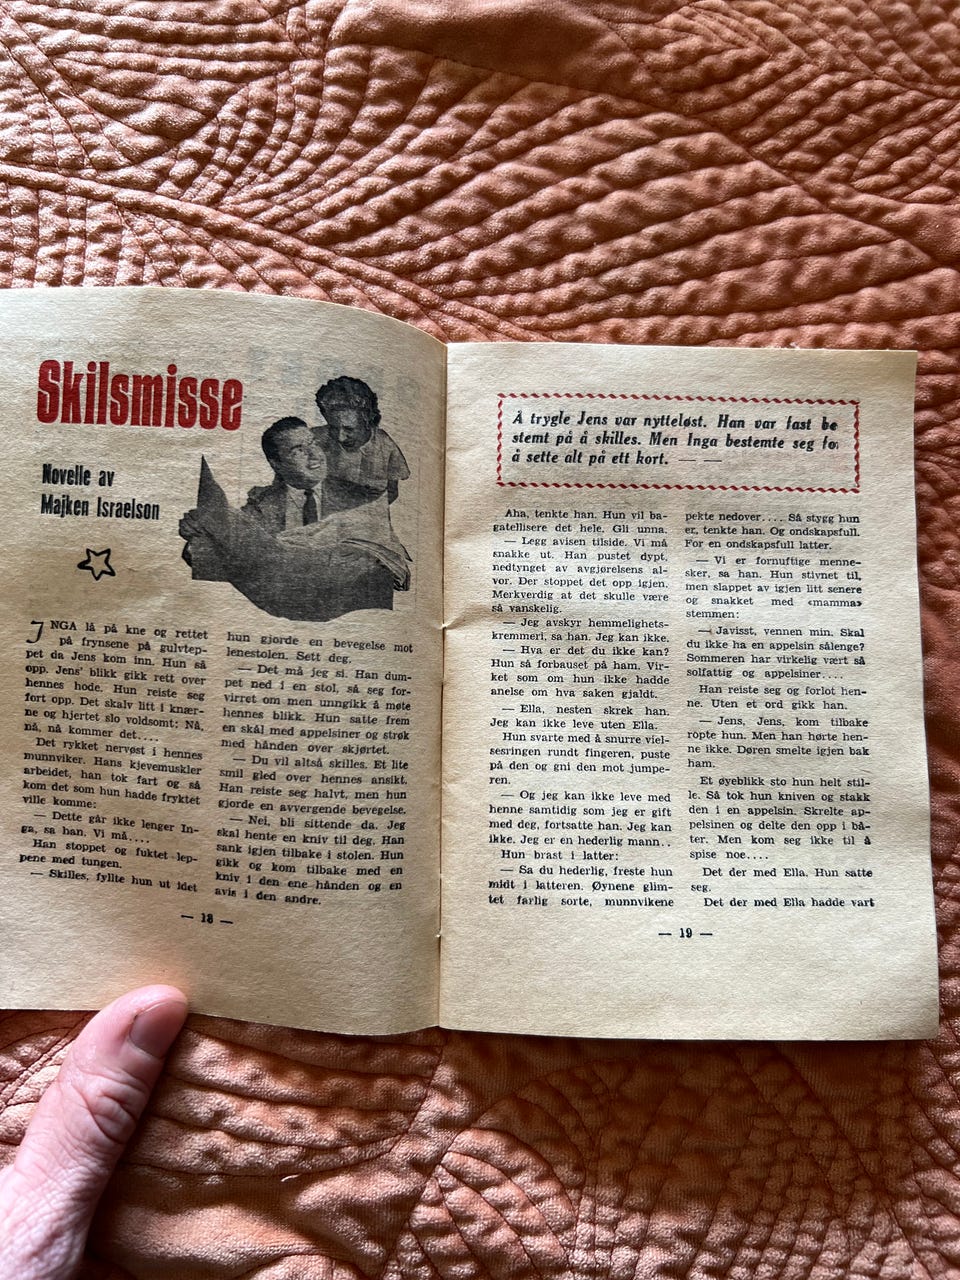 Skilsmisse
Novelle av
Majken Israelson
INGA lå på kne og rettet
på frynsene på gulvtep-
pet da Jens kom inn. Hun så
opp. Jens' blikk gikk rett over
hennes hode. Hun reiste seg
fort opp. Det skalv litt i knær-
ne og hjertet slo voldsomt: Nå,
nå, nå kommer det....
Det rykket nervøst i hennes
munnviker. Hans kjevemuskler
arbeidet, han tok fart og så
kom det som hun hadde fryktet
ville komme:
— Dette går ikke lenger In-
ga, sa han. Vi må....
Han stoppet og fuktet lep-
pene med tungen.
— Skilles, fyllte hun ut idet
hun gjorde en bevegelse mot
lenestolen. Sett deg.
— Det må jeg si. Han dum-
pet ned i en stol, så seg for-
virret om men unngikk å møte
hennes blikk. Hun satte frem
en skål med appelsiner og strøk
med hånden over skjørtet.
— Du vil altså skilles. Et lite
smil gled over hennes ansikt.
Han reiste seg halvt, men hun
gjorde en avvergende bevegelse.
— Nei, bli sittende da. Jeg
skal hente en kniv til deg. Han
sank igjen tilbake i stolen. Hun
gikk og kom tilbake med en
kniv i den ene hånden og en
avis i den andre.
— 18 —
Å trygle Jens var nytteløst. Han var fast be
stemt på å skilles. Men Inga bestemte seg for
å sette alt på ett kort. — —
Aha, tenkte han. Hun vil ba-
gatellisere det hele. Gli unna.
— Legg avisen tilside. Vi må
snakke ut. Han pustet dypt,
nedtynget av avgjørelsens al-
vor. Der stoppet det opp igjen.
Merkverdig at det skulle være
så vanskelig.
— Jeg avskyr hemmelighets-
kremmeri, sa han. Jeg kan ikke.
— Hva er det du ikke kan?
Hun så forbauset på ham. Vir-
ket som om hun ikke hadde
anelse om hva saken gjaldt.
— Ella, nesten skrek han.
Jeg kan ikke leve uten Ella.
Hun svarte med å snurre viel-
sesringen rundt fingeren, puste
på den og gni den mot jumpe-
ren.
— Og jeg kan ikke leve med
henne samtidig som jeg er gift
med deg, fortsatte han. Jeg kan
ikke. Jeg er en hederlig mann..
Hun brast i latter:
— Sa du hederlig, freste hun
midt i latteren. Øynene glim-
tet farlig sorte, munnvikene
pekte nedover.... Så stygg hun
er, tenkte han. Og ondskapsfull.
For en ondskapsfull latter.
— Vi er fornuftige menne-
sker, sa han. Hun stivnet til,
men slappet av igjen litt senere
og snakket med «mamma»
stemmen:
— Javisst, vennen min. Skal
du ikke ha en appelsin sålenge?
Sommeren har virkelig vært så
solfattig og appelsiner....
Han reiste seg og forlot hen-
ne. Uten et ord gikk han.
— Jens, Jens, kom tilbake
ropte hun. Men han hørte hen-
ne ikke. Døren smelte igjen bak
ham.
Et øyeblikk sto hun helt stil-
le. Så tok hun kniven og stakk
den i en appelsin. Skrelte ap-
pelsinen og delte den opp i bå-
ter. Men kom seg ikke til å
spise noe....
Det der med Ella. Hun satte
seg.
Det der med Ella hadde vart
— 19 —